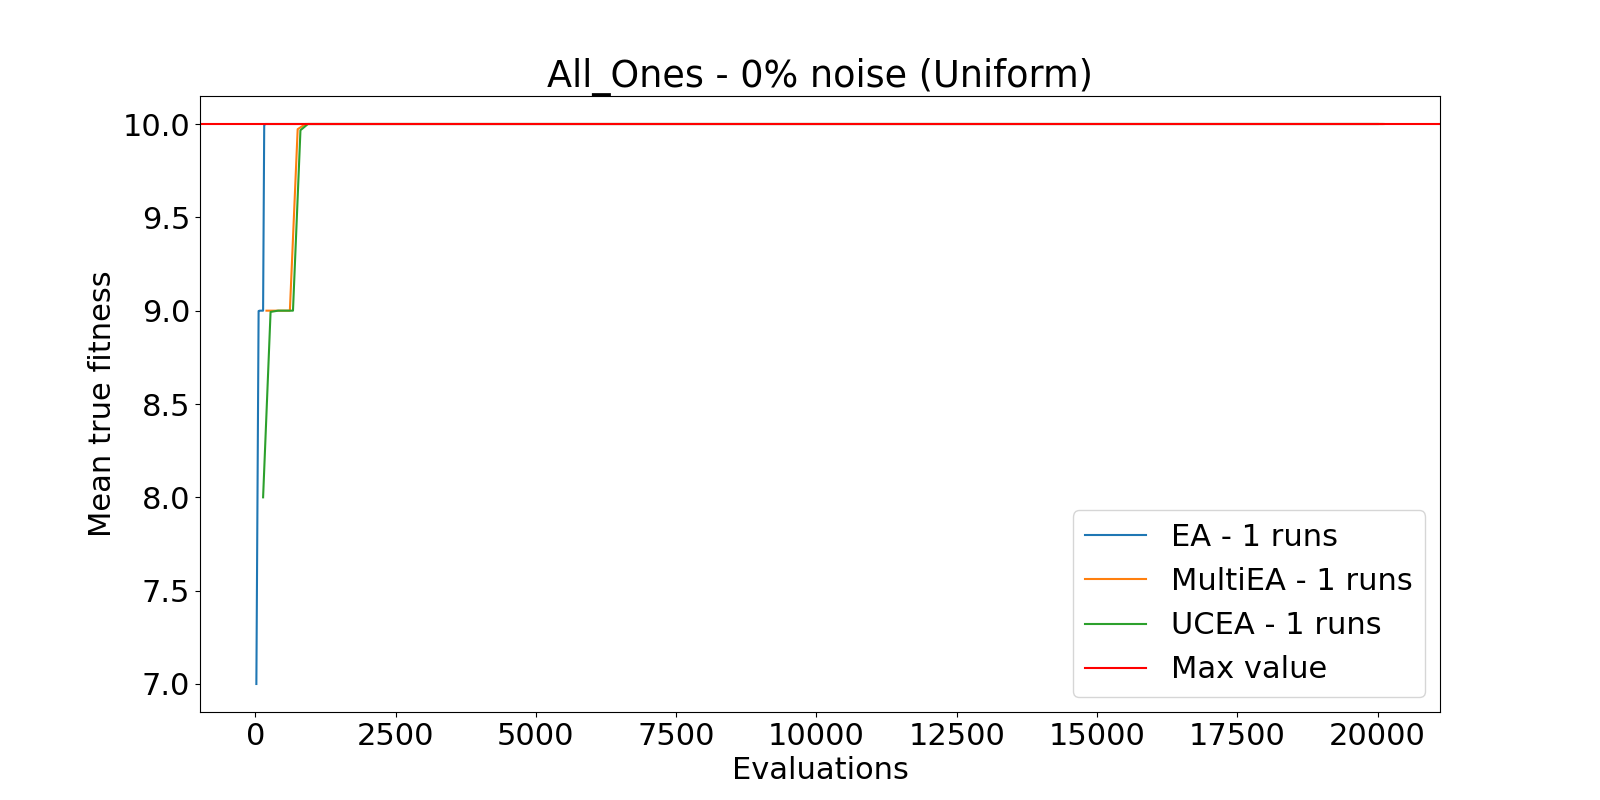 All_Ones - 0% noise (Uniform)
Mean true fitness
10.0
9.5
9.0
8.5
8.0
7.5
7.0
EA - 1 runs
MultiEA - 1 runs
UCEA - 1 runs
Max value
0 2500 5000 7500 10000 12500 15000 17500 20000
Evaluations